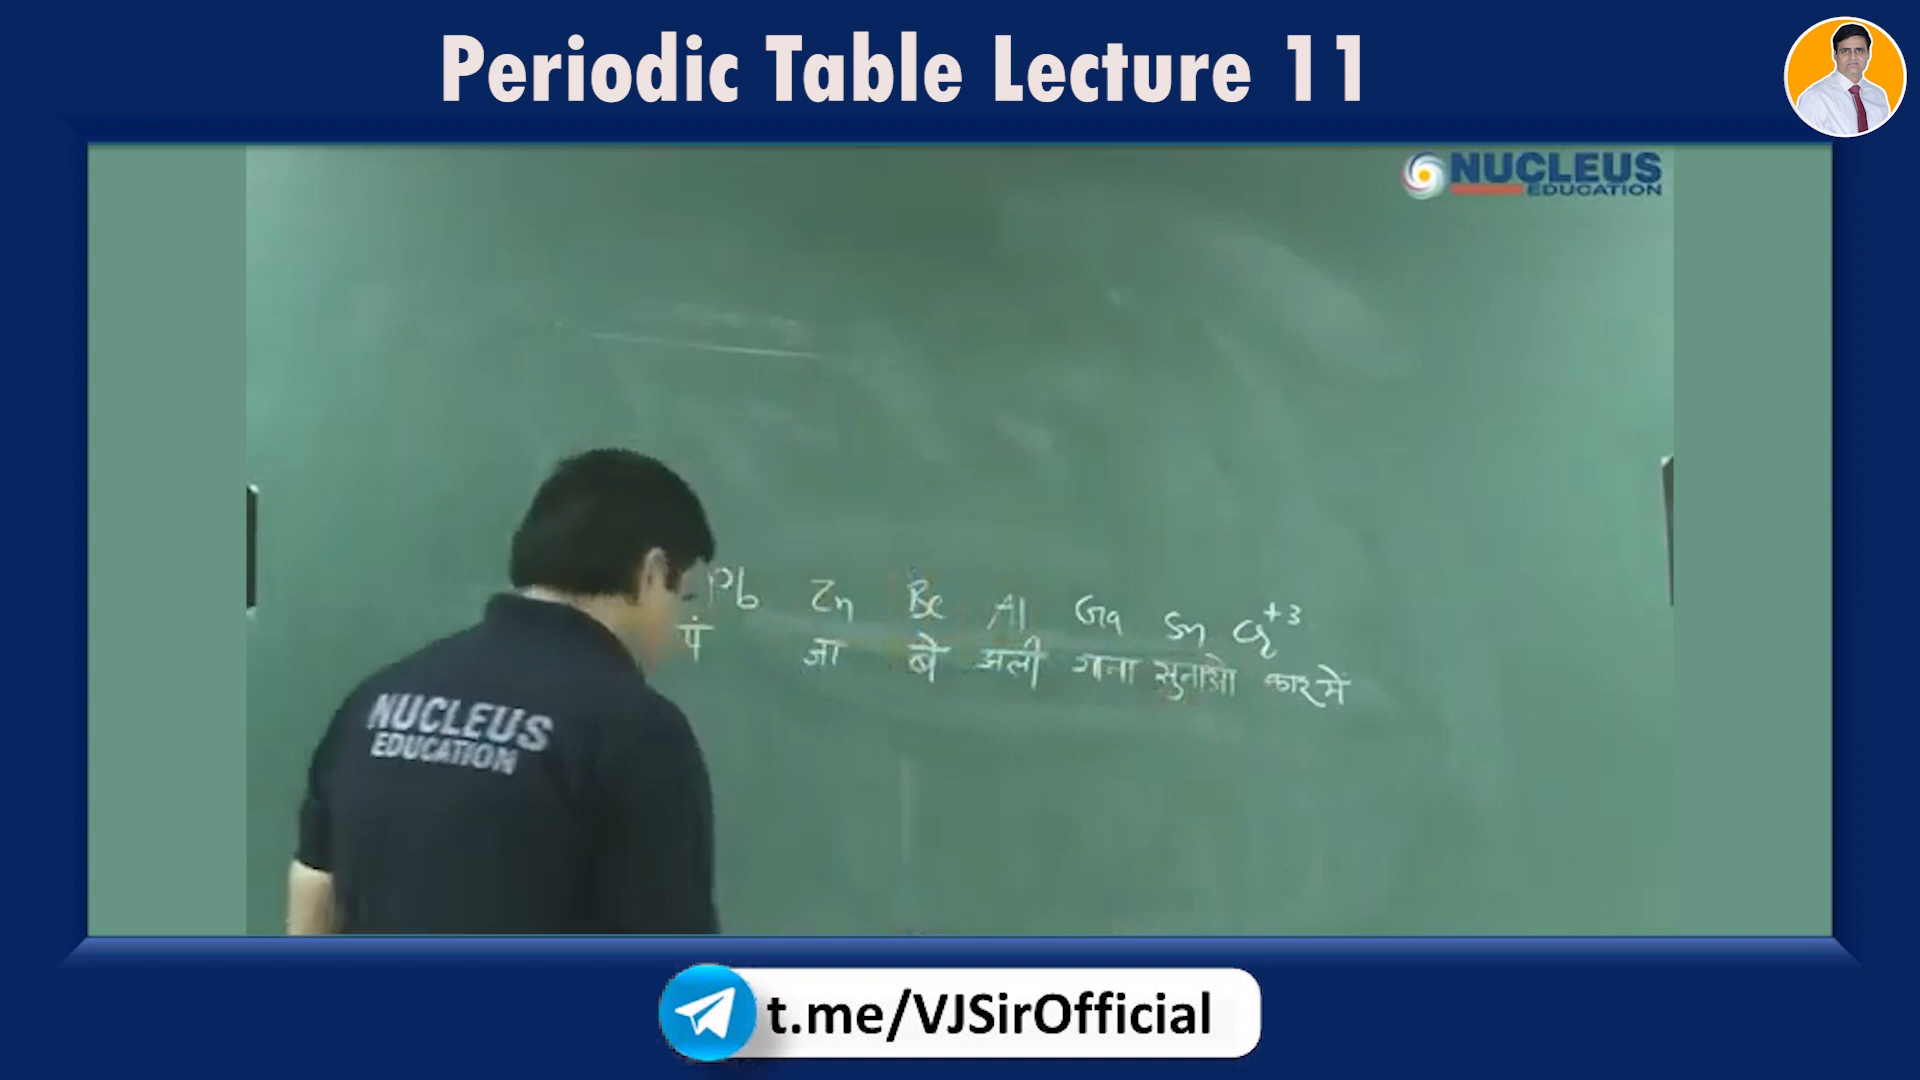 Periodic Table Lecture 11
NUCLEUS
EDUCATION
Pb Zn Be Al Ga Sn Cr+3
पं जा बे अली गाना सुनाओ कार में
NUCLEUS
EDUCATION
t.me/VJSirOfficial